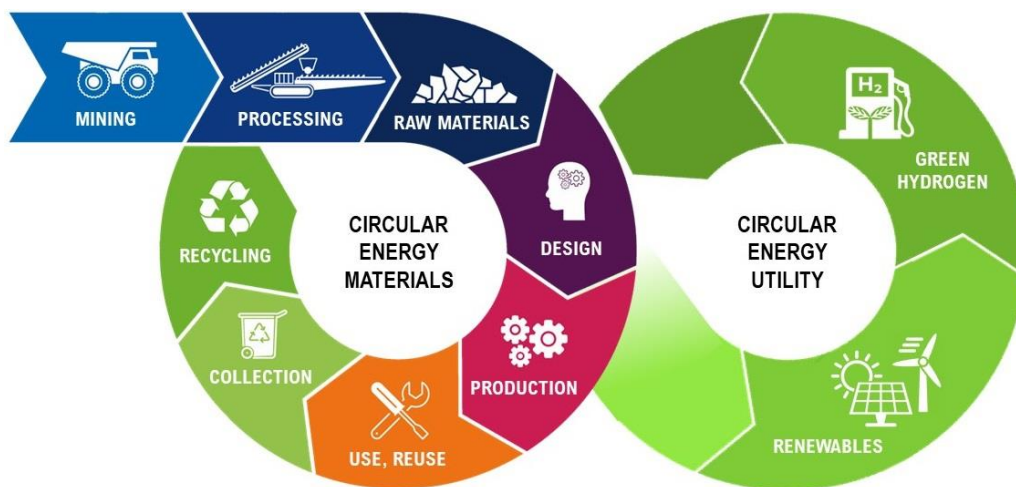 MINING
PROCESSING
RAW MATERIALS
DESIGN
PRODUCTION
USE, REUSE
COLLECTION
RECYCLING
CIRCULAR
ENERGY
MATERIALS
H2
GREEN
HYDROGEN
CIRCULAR
ENERGY
UTILITY
RENEWABLES